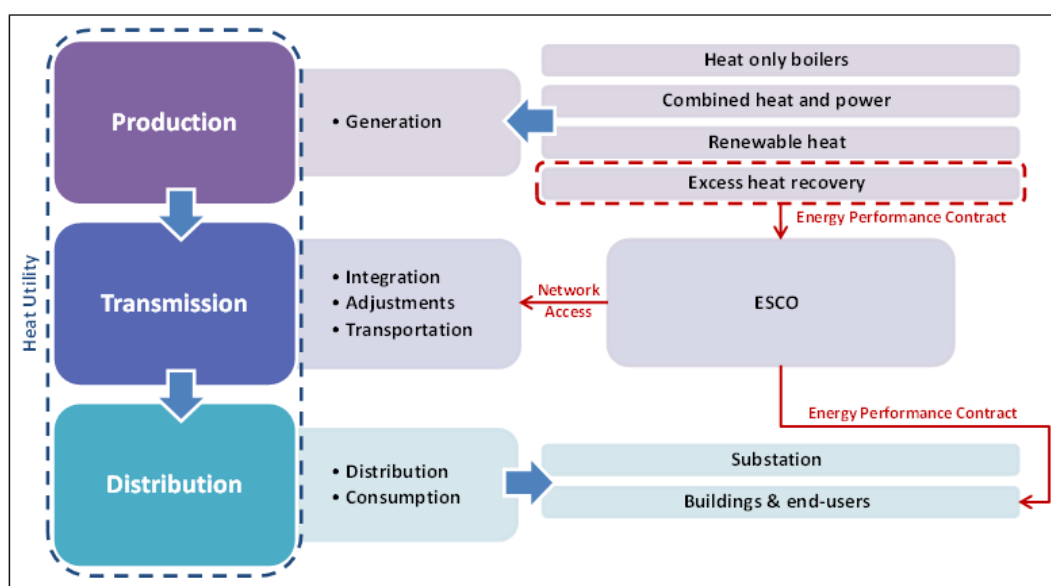 Heat Utility
Production
• Generation
Heat only boilers
Combined heat and power
Renewable heat
Excess heat recovery
Energy Performance Contract
Transmission
• Integration
• Adjustments
• Transportation
Network
Access
ESCO
Energy Performance Contract
Distribution
• Distribution
• Consumption
Substation
Buildings & end-users